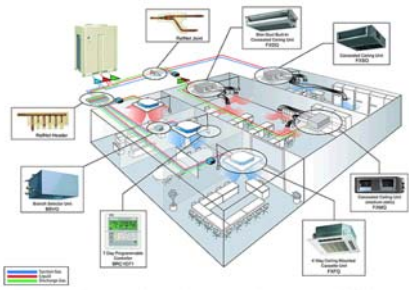 RefNet Joint
Slim Duct Built-In
Concealed Ceiling Unit
FXDQ
Concealed Ceiling Unit
FXSQ
RefNet Header
Branch Selector Unit
BSVQ
7 Day Programmable
Controller
BRC1D71
4 Way Ceiling Mounted
Cassette Unit
FXFQ
Concealed Ceiling Unit
FXMQ
Suction Gas
Liquid
Discharge Gas